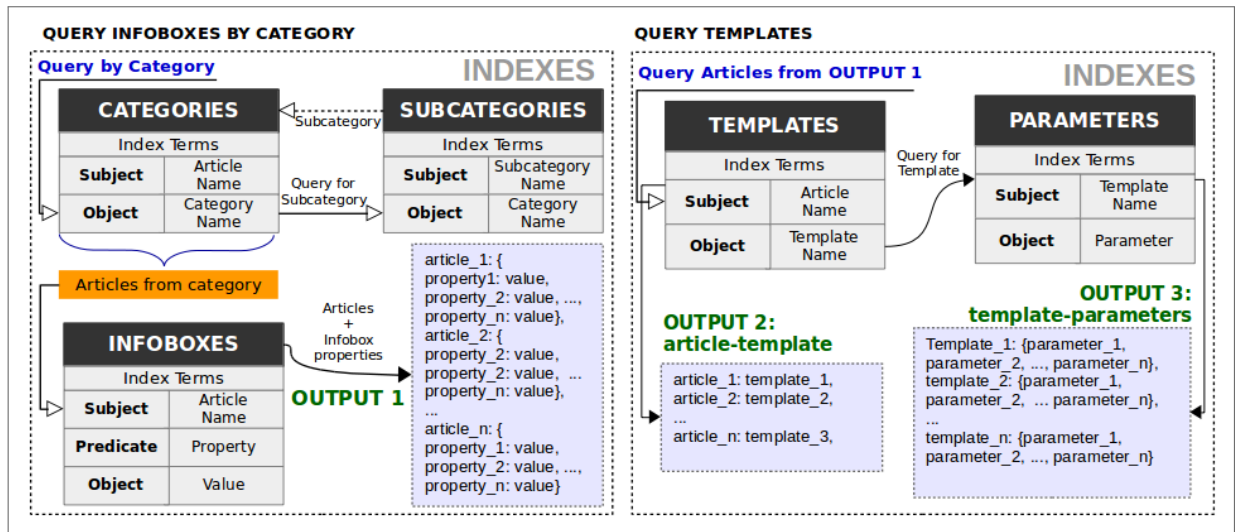 QUERY INFOBOXES BY CATEGORY
Query by Category
INDEXES
CATEGORIES
Index Terms
Subject
Article
Name
Object
Category
Name
Subcategory
Query for
Subcategory
SUBCATEGORIES
Index Terms
Subject
Subcategory
Name
Object
Category
Name
Articles from category
INFOBOXES
Index Terms
Subject
Article
Name
Predicate
Property
Object
Value
Articles
+
Infobox
properties
OUTPUT 1
article_1: {
property1: value,
property_2: value, ...,
property_n: value},
article_2: {
property_2: value,
property_2: value, ...
property_n: value},
...
article_n: {
property_1: value,
property_2: value, ...,
property_n: value}
QUERY TEMPLATES
Query Articles from OUTPUT 1
INDEXES
TEMPLATES
Index Terms
Subject
Article
Name
Object
Template
Name
Query for
Template
PARAMETERS
Index Terms
Subject
Template
Name
Object
Parameter
OUTPUT 2:
article-template
article_1: template_1,
article_2: template_2,
...
article_n: template_3,
OUTPUT 3:
template-parameters
Template_1: {parameter_1,
parameter_2, ..., parameter_n},
template_2: {parameter_1,
parameter_2, ... parameter_n},
...
template_n: {parameter_1,
parameter_2, ..., parameter_n}